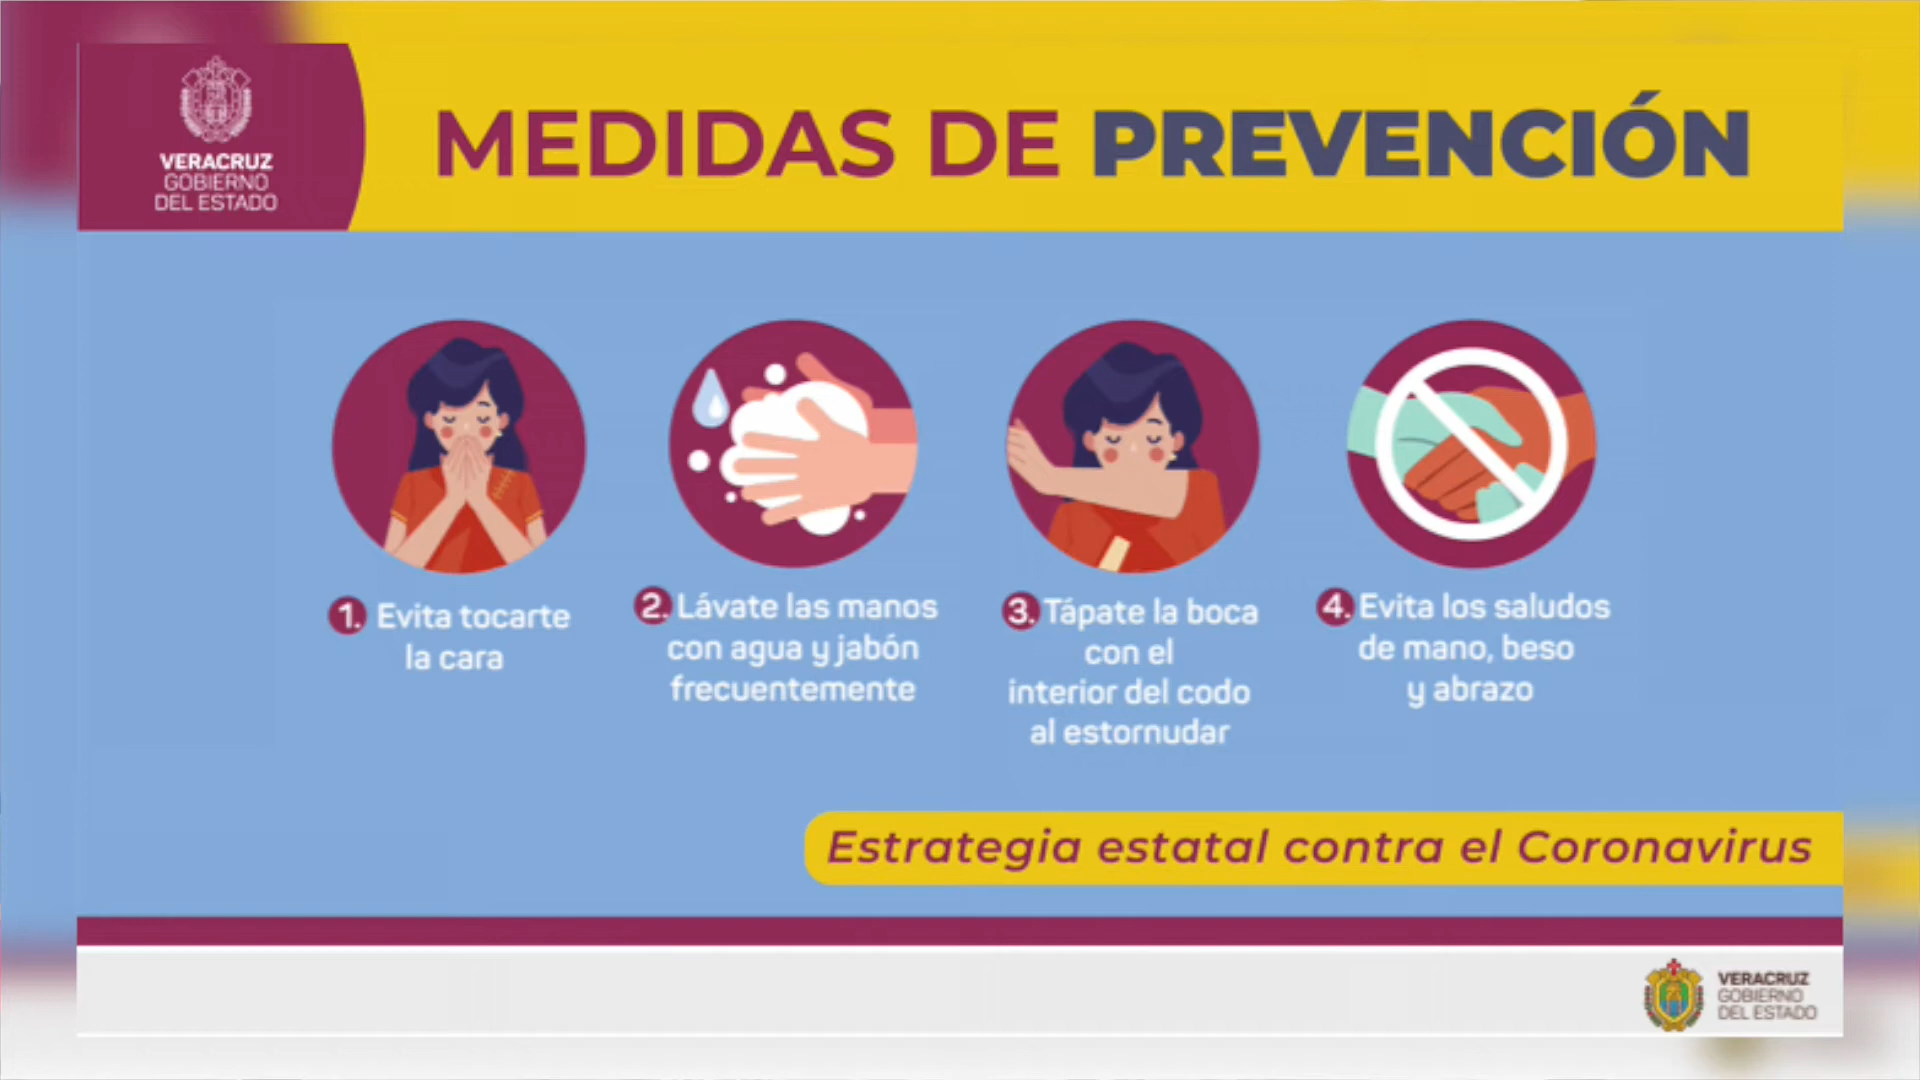 VERACRUZ
GOBIERNO
DEL ESTADO
MEDIDAS DE PREVENCIÓN
1. Evita tocarte
la cara
2. Lávate las manos
con agua y jabón
frecuentemente
3. Tápate la boca
con el
interior del codo
al estornudar
4. Evita los saludos
de mano, beso
y abrazo
Estrategia estatal contra el Coronavirus
VERACRUZ
GOBIERNO
DEL ESTADO